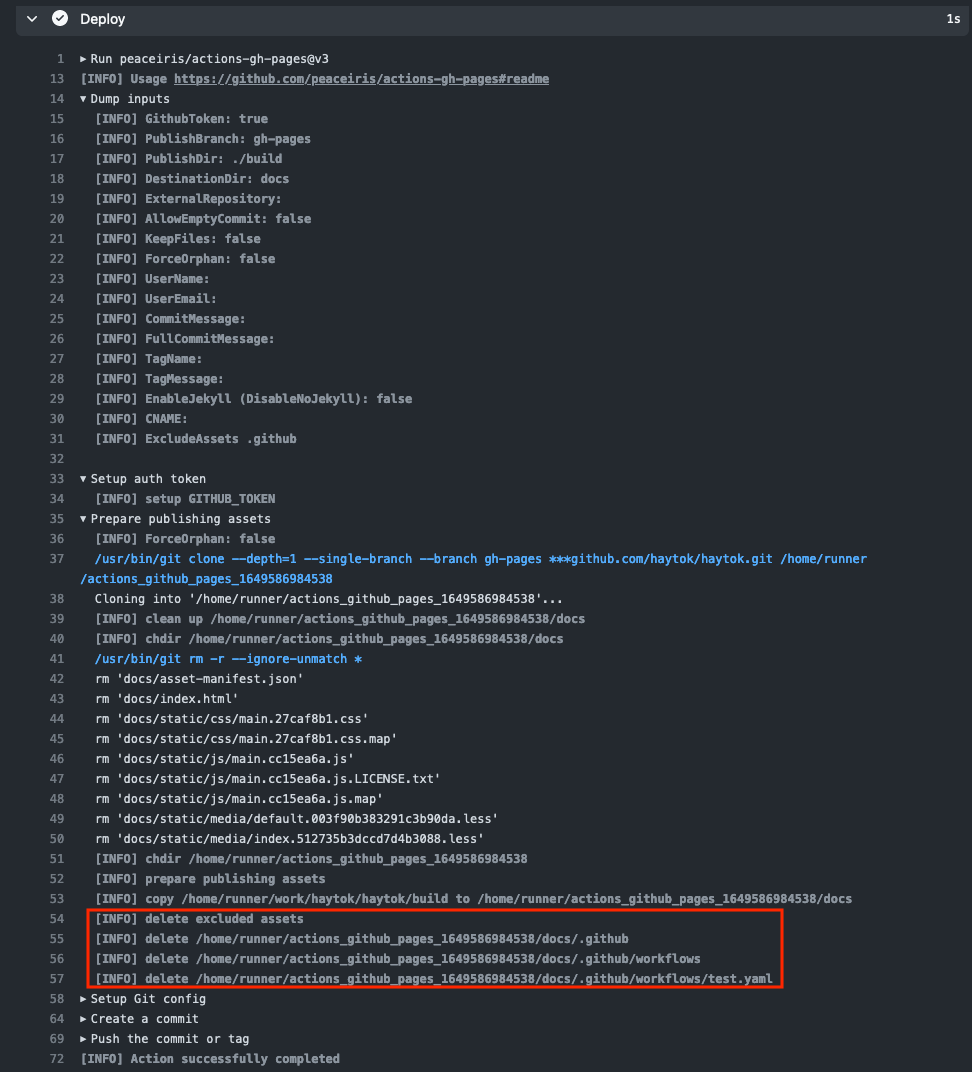 Deploy 1s
1 Run peaceiris/actions-gh-pages@v3
13 [INFO] Usage https://github.com/peaceiris/actions-gh-pages#readme
14 Dump inputs
15 [INFO] GithubToken: true
16 [INFO] PublishBranch: gh-pages
17 [INFO] PublishDir: ./build
18 [INFO] DestinationDir: docs
19 [INFO] ExternalRepository:
20 [INFO] AllowEmptyCommit: false
21 [INFO] KeepFiles: false
22 [INFO] ForceOrphan: false
23 [INFO] UserName:
24 [INFO] UserEmail:
25 [INFO] CommitMessage:
26 [INFO] FullCommitMessage:
27 [INFO] TagName:
28 [INFO] TagMessage:
29 [INFO] EnableJekyll (DisableNoJekyll): false
30 [INFO] CNAME:
31 [INFO] ExcludeAssets .github
32
33 Setup auth token
34 [INFO] setup GITHUB_TOKEN
35 Prepare publishing assets
36 [INFO] ForceOrphan: false
37 /usr/bin/git clone --depth=1 --single-branch --branch gh-pages ***github.com/haytok/haytok.git /home/runner
/actions_github_pages_1649586984538
38 Cloning into '/home/runner/actions_github_pages_1649586984538'...
39 [INFO] clean up /home/runner/actions_github_pages_1649586984538/docs
40 [INFO] chdir /home/runner/actions_github_pages_1649586984538/docs
41 /usr/bin/git rm -r --ignore-unmatch *
42 rm 'docs/asset-manifest.json'
43 rm 'docs/index.html'
44 rm 'docs/static/css/main.27caf8b1.css'
45 rm 'docs/static/css/main.27caf8b1.css.map'
46 rm 'docs/static/js/main.cc15ea6a.js'
47 rm 'docs/static/js/main.cc15ea6a.js.LICENSE.txt'
48 rm 'docs/static/js/main.cc15ea6a.js.map'
49 rm 'docs/static/media/default.003f90b383291c3b90da.less'
50 rm 'docs/static/media/index.512735b3dccd7d4b3088.less'
51 [INFO] chdir /home/runner/actions_github_pages_1649586984538
52 [INFO] prepare publishing assets
53 [INFO] copy /home/runner/work/haytok/haytok/build to /home/runner/actions_github_pages_1649586984538/docs
54 [INFO] delete excluded assets
55 [INFO] delete /home/runner/actions_github_pages_1649586984538/docs/.github
56 [INFO] delete /home/runner/actions_github_pages_1649586984538/docs/.github/workflows
57 [INFO] delete /home/runner/actions_github_pages_1649586984538/docs/.github/workflows/test.yaml
58 Setup Git config
64 Create a commit
69 Push the commit or tag
72 [INFO] Action successfully completed